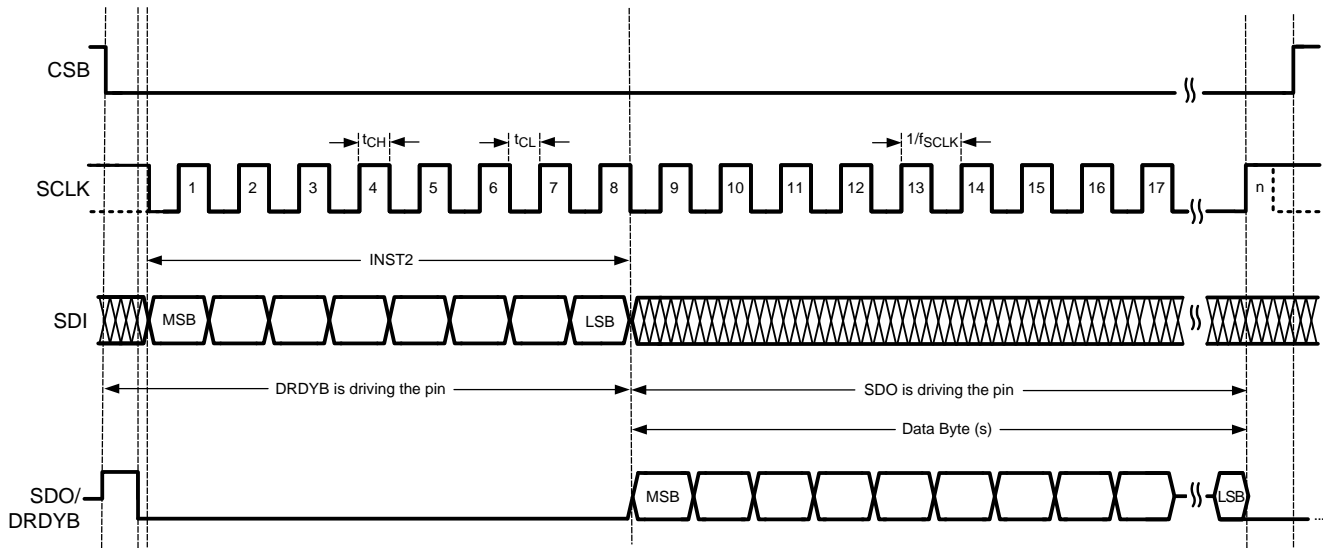 CSB
tCH
tCL
1/fSCLK
SCLK
1 2 3 4 5 6 7 8 9 10 11 12 13 14 15 16 17 n
INST2
SDI
MSB
LSB
DRDYB is driving the pin
SDO is driving the pin
Data Byte (s)
SDO/
DRDYB
MSB
LSB